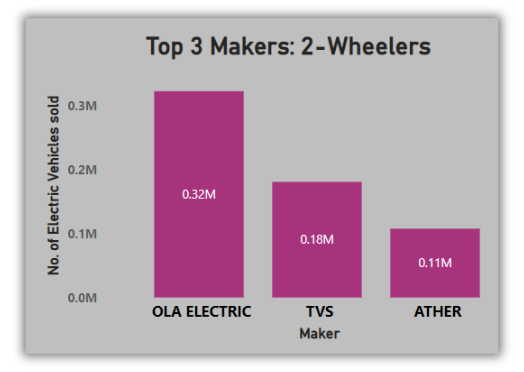 Top 3 Makers: 2-Wheelers
No. of Electric Vehicles sold
0.3M
0.2M
0.1M
0.0M
0.32M
0.18M
0.11M
OLA ELECTRIC TVS ATHER
Maker